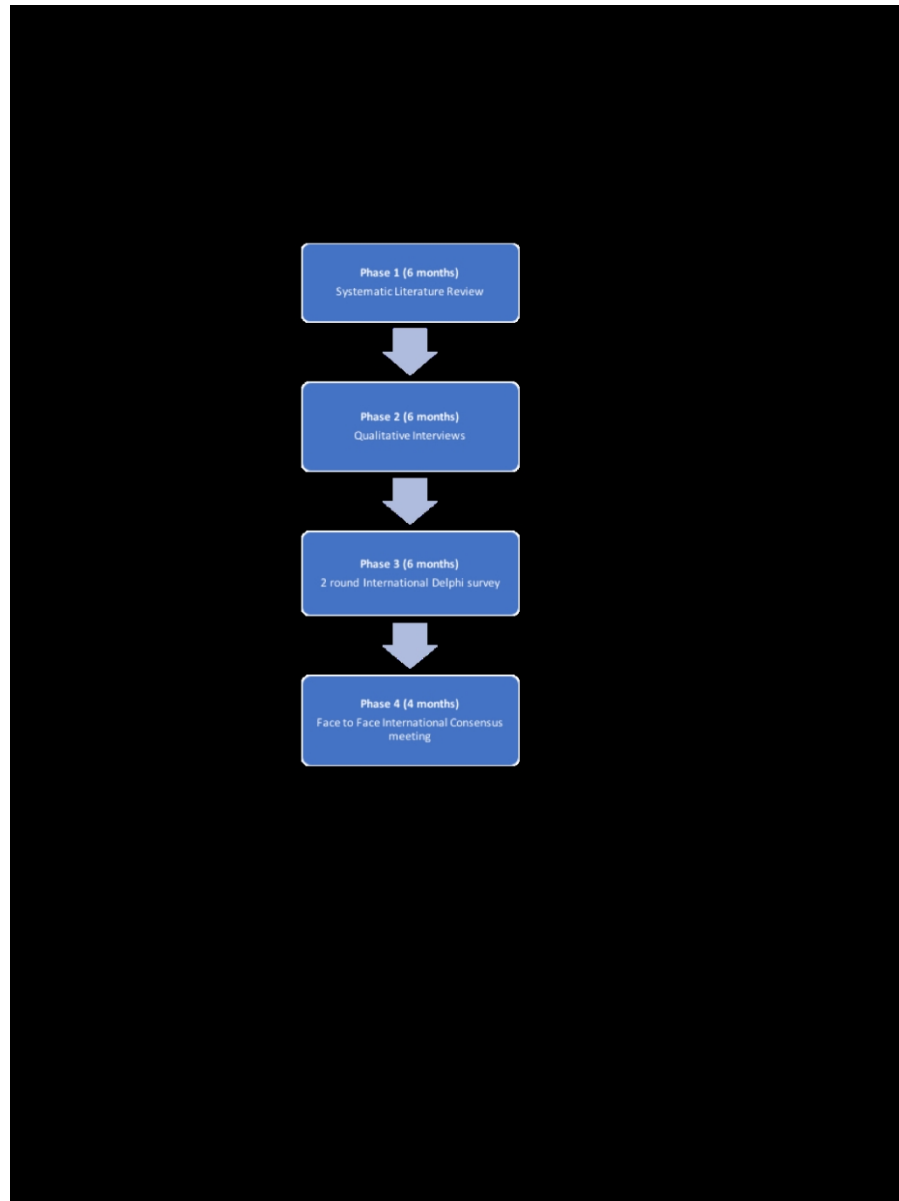 Phase 1 (6 months)
Systematic Literature Review
Phase 2 (6 months)
Qualitative Interviews
Phase 3 (6 months)
2 round International Delphi survey
Phase 4 (4 months)
Face to Face International Consensus
meeting